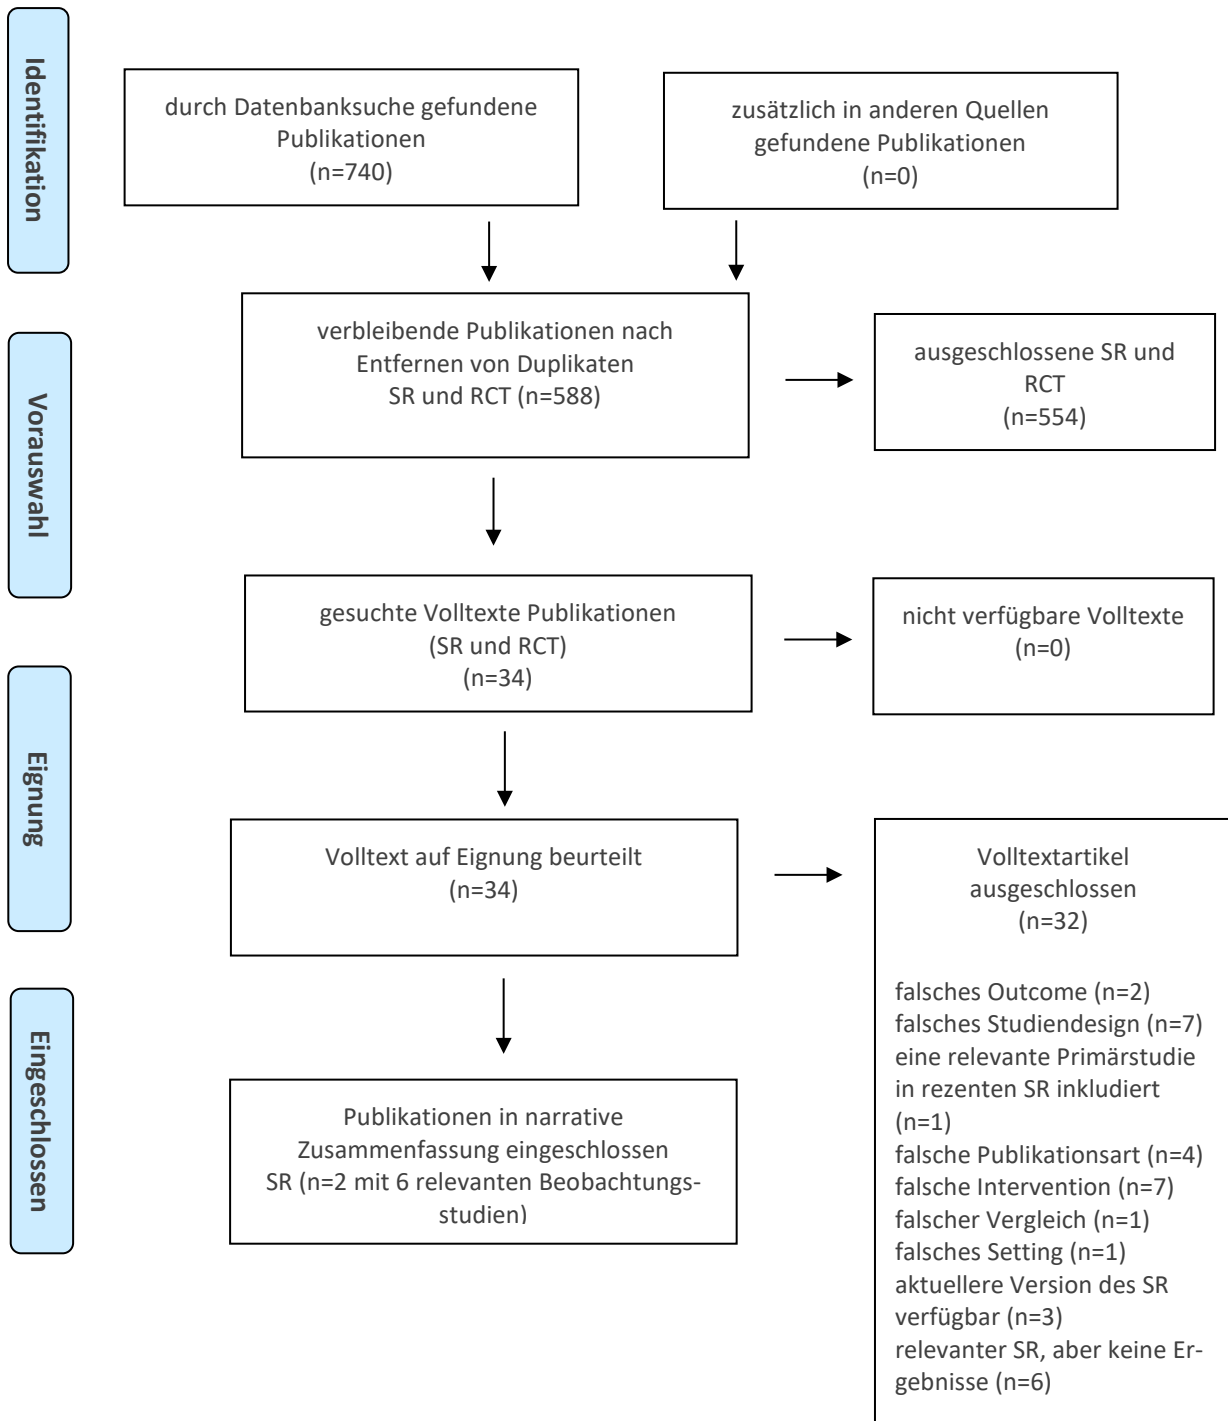 Identifikation
durch Datenbanksuche gefundene
Publikationen
(n=740)
zusätzlich in anderen Quellen
gefundene Publikationen
(n=0)
Vorauswahl
verbleibende Publikationen nach
Entfernen von Duplikaten
SR und RCT (n=588)
ausgeschlossene SR und
RCT
(n=554)
gesuchte Volltexte Publikationen
(SR und RCT)
(n=34)
nicht verfügbare Volltexte
(n=0)
Eignung
Volltext auf Eignung beurteilt
(n=34)
Volltextartikel
ausgeschlossen
(n=32)
falsches Outcome (n=2)
falsches Studiendesign (n=7)
eine relevante Primärstudie
in rezenten SR inkludiert
(n=1)
falsche Publikationsart (n=4)
falsche Intervention (n=7)
falscher Vergleich (n=1)
falsches Setting (n=1)
aktuellere Version des SR
verfügbar (n=3)
relevanter SR, aber keine Er-
gebnisse (n=6)
Eingeschlossen
Publikationen in narrative
Zusammenfassung eingeschlossen
SR (n=2 mit 6 relevanten Beobachtungs-
studien)